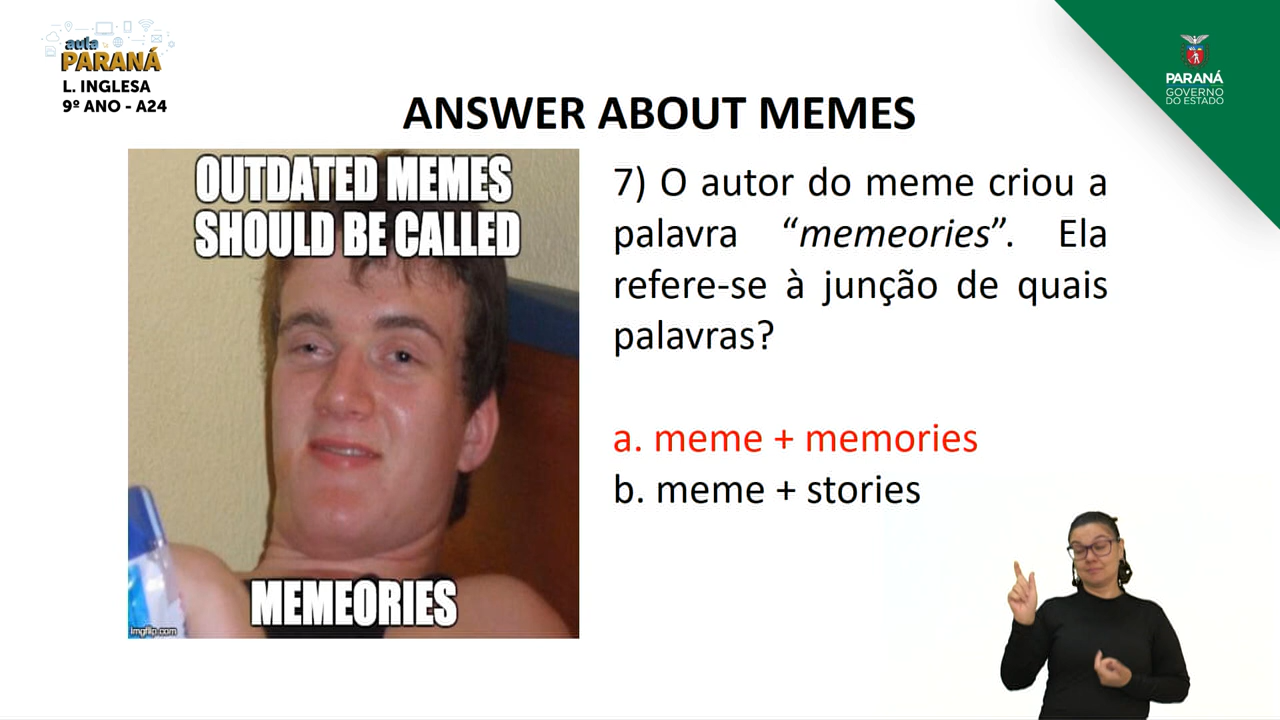 aula
PARANÁ
L. INGLESA
9º ANO - A24
PARANÁ
GOVERNO
DO ESTADO
ANSWER ABOUT MEMES
OUTDATED MEMES
SHOULD BE CALLED
MEMEORIES
imgflip.com
7) O autor do meme criou a
palavra “memeories”. Ela
refere-se à junção de quais
palavras?
a. meme + memories
b. meme + stories